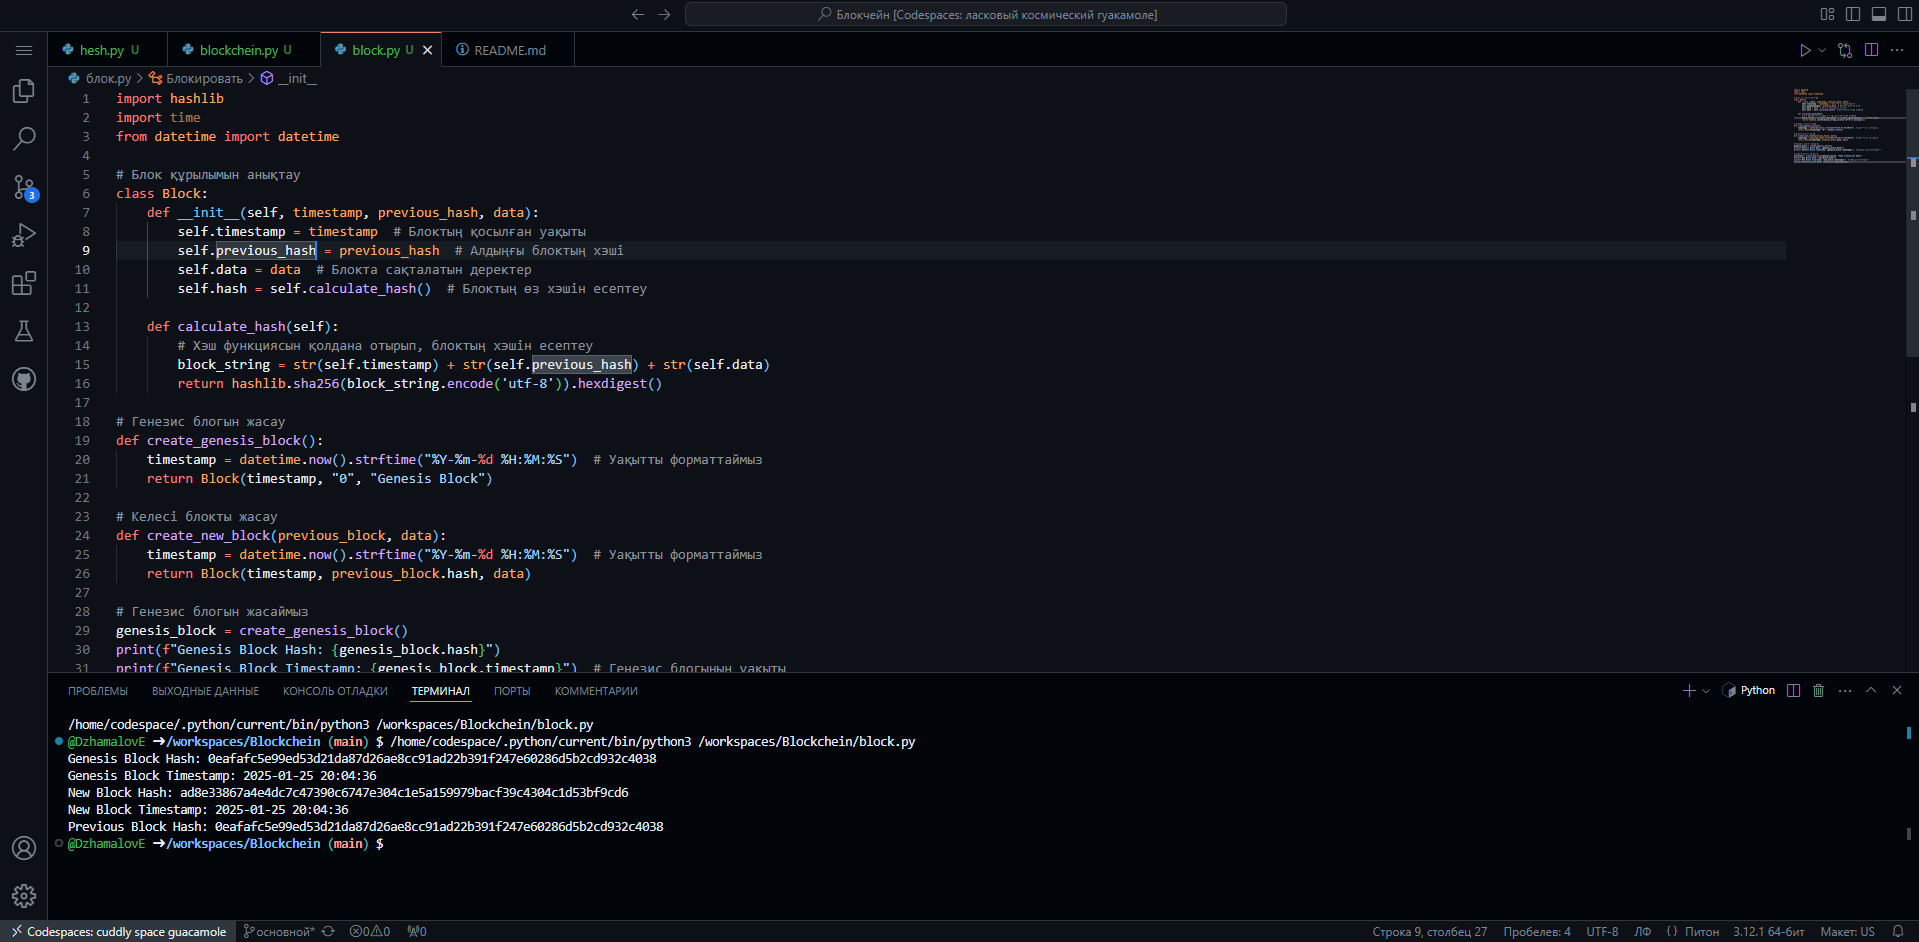 Блокчейн [Codespaces: ласковый космический гуакамоле]
hesh.py U
blockchein.py U
block.py U
README.md
блок.py > Блокировать > __init__
1 import hashlib
2 import time
3 from datetime import datetime
4
5 # Блок құрылымын анықтау
6 class Block:
7 def __init__(self, timestamp, previous_hash, data):
8 self.timestamp = timestamp # Блоктың қосылған уақыты
9 self.previous_hash = previous_hash # Алдыңғы блоктың хэші
10 self.data = data # Блокта сақталатын деректер
11 self.hash = self.calculate_hash() # Блоктың өз хэшін есептеу
12
13 def calculate_hash(self):
14 # Хэш функциясын қолдана отырып, блоктың хэшін есептеу
15 block_string = str(self.timestamp) + str(self.previous_hash) + str(self.data)
16 return hashlib.sha256(block_string.encode('utf-8')).hexdigest()
17
18 # Генезис блогын жасау
19 def create_genesis_block():
20 timestamp = datetime.now().strftime("%Y-%m-%d %H:%M:%S") # Уақытты форматтаймыз
21 return Block(timestamp, "0", "Genesis Block")
22
23 # Келесі блокты жасау
24 def create_new_block(previous_block, data):
25 timestamp = datetime.now().strftime("%Y-%m-%d %H:%M:%S") # Уақытты форматтаймыз
26 return Block(timestamp, previous_block.hash, data)
27
28 # Генезис блогын жасаймыз
29 genesis_block = create_genesis_block()
30 print(f"Genesis Block Hash: {genesis_block.hash}")
31 print(f"Genesis Block Timestamp: {genesis_block.timestamp}") # Генезис блогының уақыты
3
ПРОБЛЕМЫ ВЫХОДНЫЕ ДАННЫЕ КОНСОЛЬ ОТЛАДКИ ТЕРМИНАЛ ПОРТЫ КОММЕНТАРИИ
Python
/home/codespace/.python/current/bin/python3 /workspaces/Blockchein/block.py
@DzhamalovE ➜/workspaces/Blockchein (main) $ /home/codespace/.python/current/bin/python3 /workspaces/Blockchein/block.py
Genesis Block Hash: 0eafafc5e99ed53d21da87d26ae8cc91ad22b391f247e60286d5b2cd932c4038
Genesis Block Timestamp: 2025-01-25 20:04:36
New Block Hash: ad8e33867a4e4dc7c47390c6747e304c1e5a159979bacf39c4304c1d53bf9cd6
New Block Timestamp: 2025-01-25 20:04:36
Previous Block Hash: 0eafafc5e99ed53d21da87d26ae8cc91ad22b391f247e60286d5b2cd932c4038
@DzhamalovE ➜/workspaces/Blockchein (main) $
Codespaces: cuddly space guacamole основной* 0 0 0 Строка 9, столбец 27 Пробелев: 4 UTF-8 ЛФ {} Питон 3.12.1 64-бит Макет: US